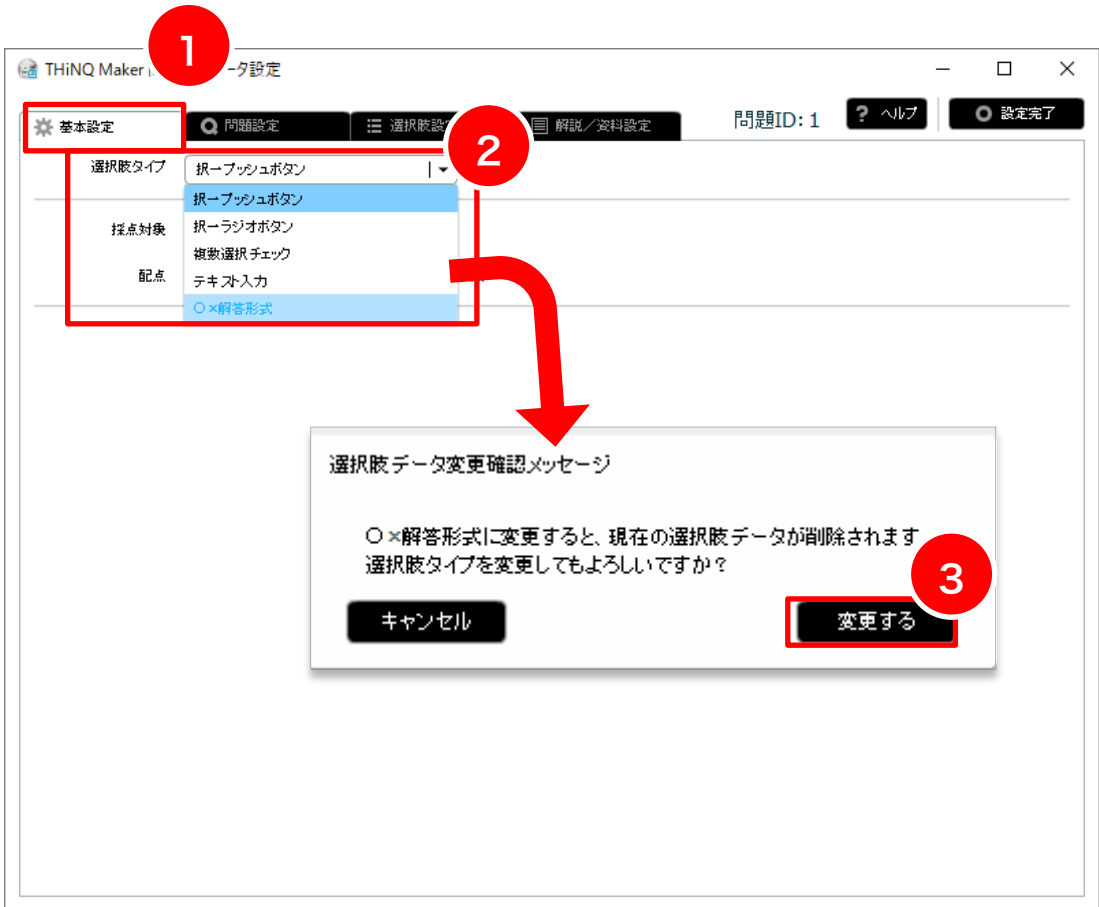 1
THiNQ Maker ータ設定
基本設定
問題設定
選択肢設
解説／資料設定
問題ID: 1
? ヘルプ
設定完了
2
選択肢タイプ
択一プッシュボタン
択一プッシュボタン
採点対象
択一ラジオボタン
複数選択チェック
配点
テキスト入力
○×解答形式
選択肢データ変更確認メッセージ
○×解答形式に変更すると、現在の選択肢データが削除されます
選択肢タイプを変更してもよろしいですか？
3
キャンセル
変更する